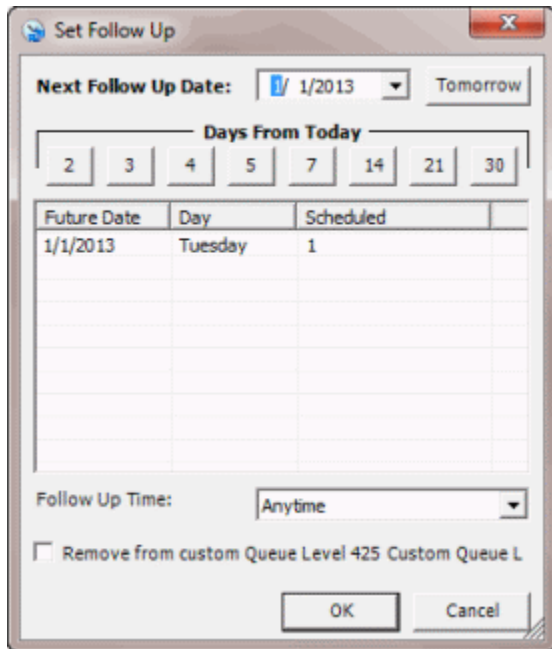 Set Follow Up
Next Follow Up Date: 1/ 1/2013 Tomorrow
Days From Today
2 3 4 5 7 14 21 30
Future Date Day Scheduled
1/1/2013 Tuesday 1
Follow Up Time: Anytime
Remove from custom Queue Level 425 Custom Queue L
OK Cancel